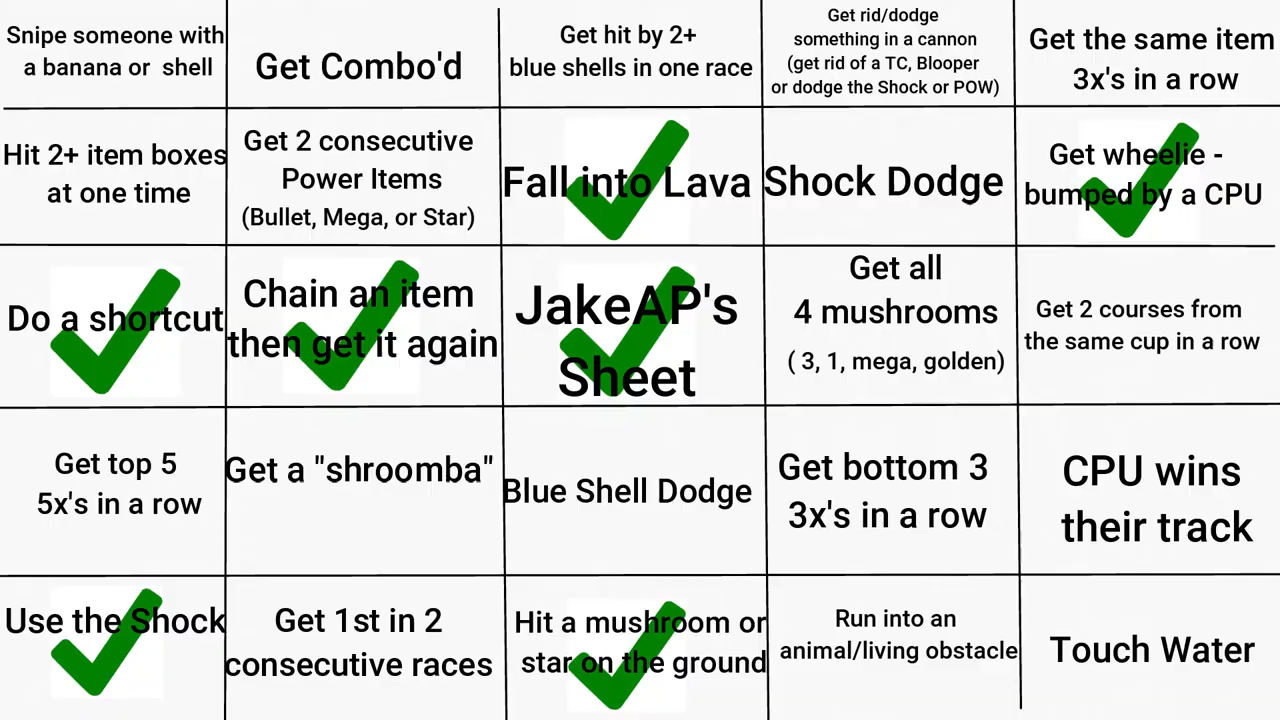 Snipe someone with
a banana or shell
Get Combo'd
Get hit by 2+
blue shells in one race
Get rid/dodge
something in a cannon
(get rid of a TC, Blooper
or dodge the Shock or POW)
Get the same item
3x's in a row
Hit 2+ item boxes
at one time
Get 2 consecutive
Power Items
(Bullet, Mega, or Star)
Fall into Lava
Shock Dodge
Get wheelie -
bumped by a CPU
Do a shortcut
Chain an item
then get it again
JakeAP's
Sheet
Get all
4 mushrooms
( 3, 1, mega, golden)
Get 2 courses from
the same cup in a row
Get top 5
5x's in a row
Get a "shroomba"
Blue Shell Dodge
Get bottom 3
3x's in a row
CPU wins
their track
Use the Shock
Get 1st in 2
consecutive races
Hit a mushroom or
star on the ground
Run into an
animal/living obstacle
Touch Water